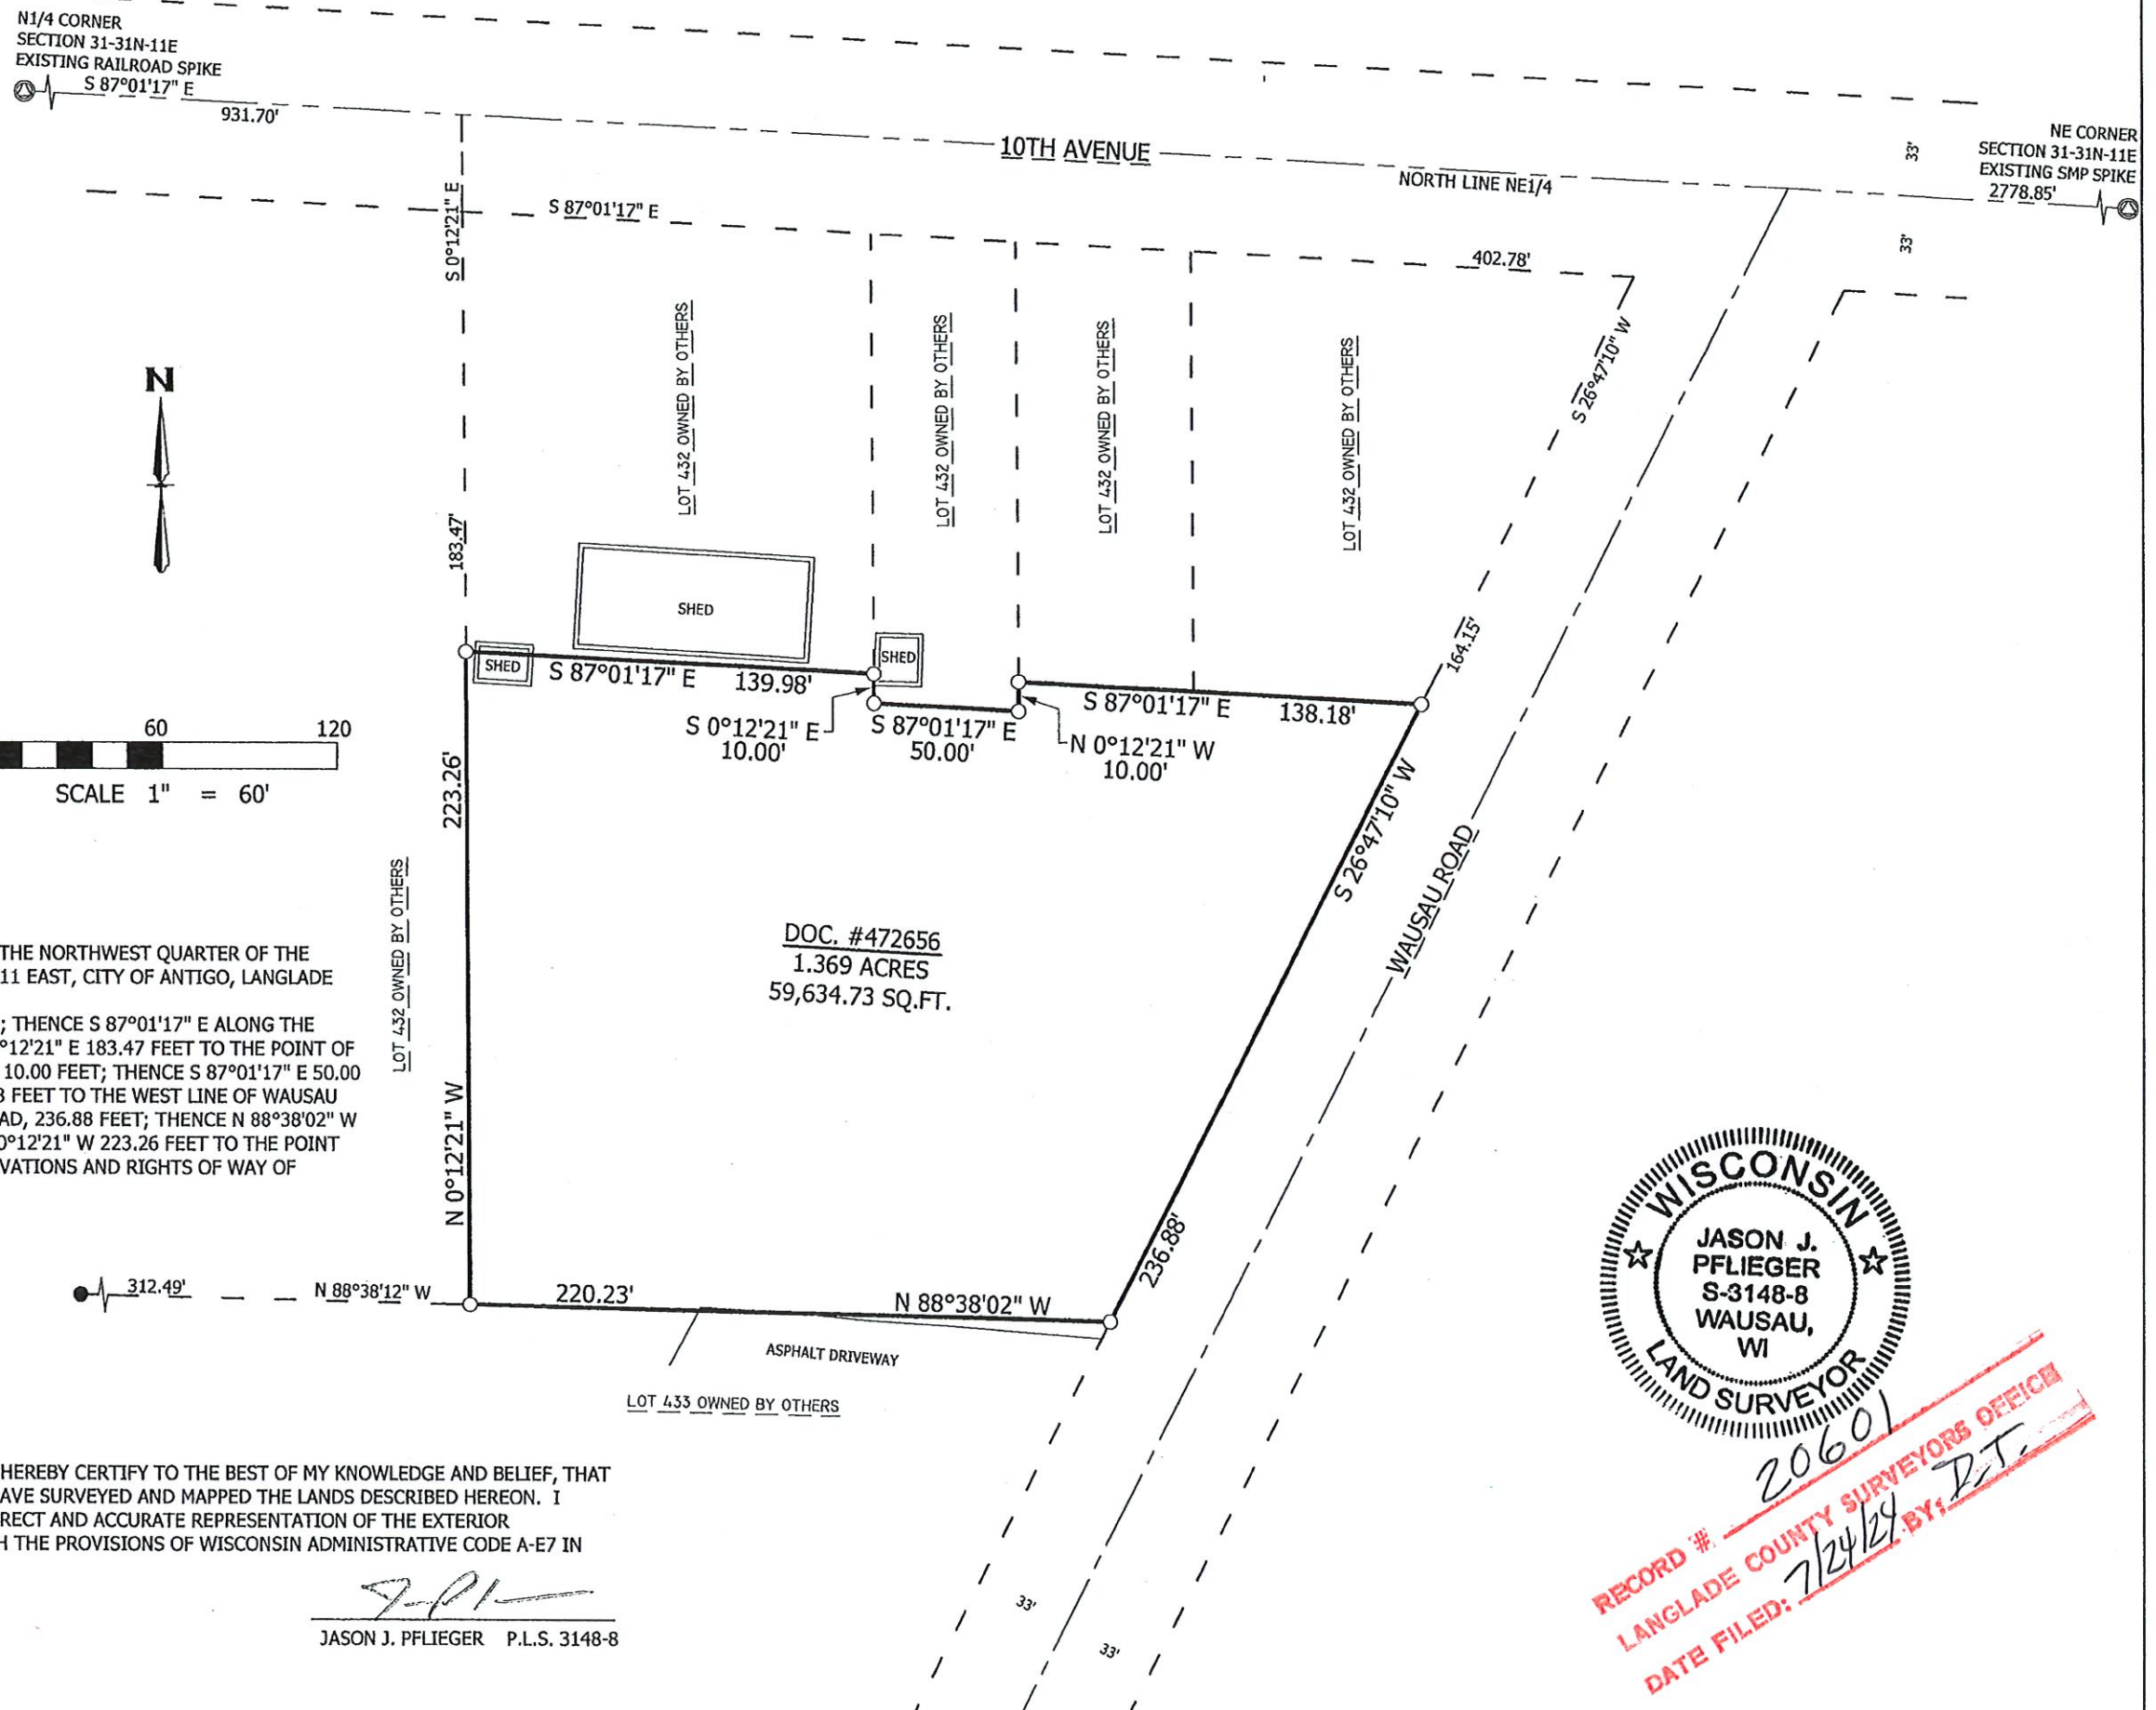 N1/4 CORNER
SECTION 31-31N-11E
EXISTING RAILROAD SPIKE
S 87°01'17" E
931.70'
10TH AVENUE
NORTH LINE NE1/4
33'
NE CORNER
SECTION 31-31N-11E
EXISTING SMP SPIKE
2778.85'
33'
S 0°12'21" E
S 87°01'17" E
402.78'
LOT 432 OWNED BY OTHERS
LOT 432 OWNED BY OTHERS
LOT 432 OWNED BY OTHERS
LOT 432 OWNED BY OTHERS
S 26°47'10" W
N
183.47'
SHED
164.15'
SHED
S 87°01'17" E 139.98'
SHED
S 0°12'21" E
10.00'
S 87°01'17" E
50.00'
S 87°01'17" E 138.18'
N 0°12'21" W
10.00'
60 120
SCALE 1" = 60'
223.26'
S 26°47'10" W
WAUSAU ROAD
LOT 432 OWNED BY OTHERS
DOC. #472656
1.369 ACRES
59,634.73 SQ.FT.
THE NORTHWEST QUARTER OF THE
11 EAST, CITY OF ANTIGO, LANGLADE
; THENCE S 87°01'17" E ALONG THE
°12'21" E 183.47 FEET TO THE POINT OF
10.00 FEET; THENCE S 87°01'17" E 50.00
FEET TO THE WEST LINE OF WAUSAU
AD, 236.88 FEET; THENCE N 88°38'02" W
0°12'21" W 223.26 FEET TO THE POINT
VATIONS AND RIGHTS OF WAY OF
N 0°12'21" W
236.88'
312.49'
N 88°38'12" W
220.23'
N 88°38'02" W
ASPHALT DRIVEWAY
LOT 433 OWNED BY OTHERS
WISCONSIN
JASON J.
PFLIEGER
S-3148-8
WAUSAU,
WI
LAND SURVEYOR
HEREBY CERTIFY TO THE BEST OF MY KNOWLEDGE AND BELIEF, THAT
AVE SURVEYED AND MAPPED THE LANDS DESCRIBED HEREON. I
RECT AND ACCURATE REPRESENTATION OF THE EXTERIOR
H THE PROVISIONS OF WISCONSIN ADMINISTRATIVE CODE A-E7 IN
JASON J. PFLIEGER P.L.S. 3148-8
33'
33'
RECORD # 20601
LANGLADE COUNTY SURVEYORS OFFICE
DATE FILED: 7/24/24 BY: D.T.